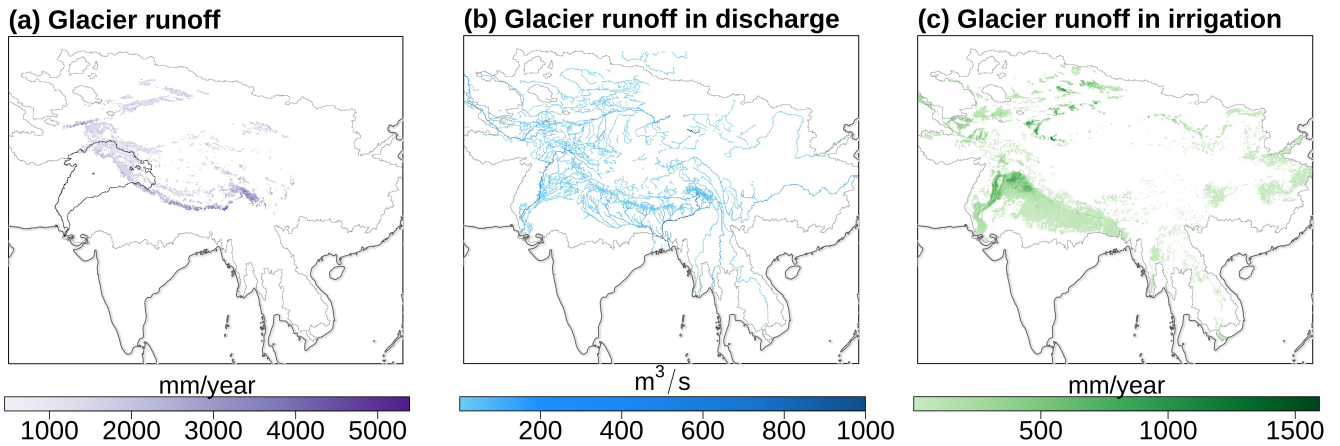 (a) Glacier runoff
(b) Glacier runoff in discharge
(c) Glacier runoff in irrigation
mm/year
1000 2000 3000 4000 5000
m³/s
200 400 600 800 1000
mm/year
500 1000 1500